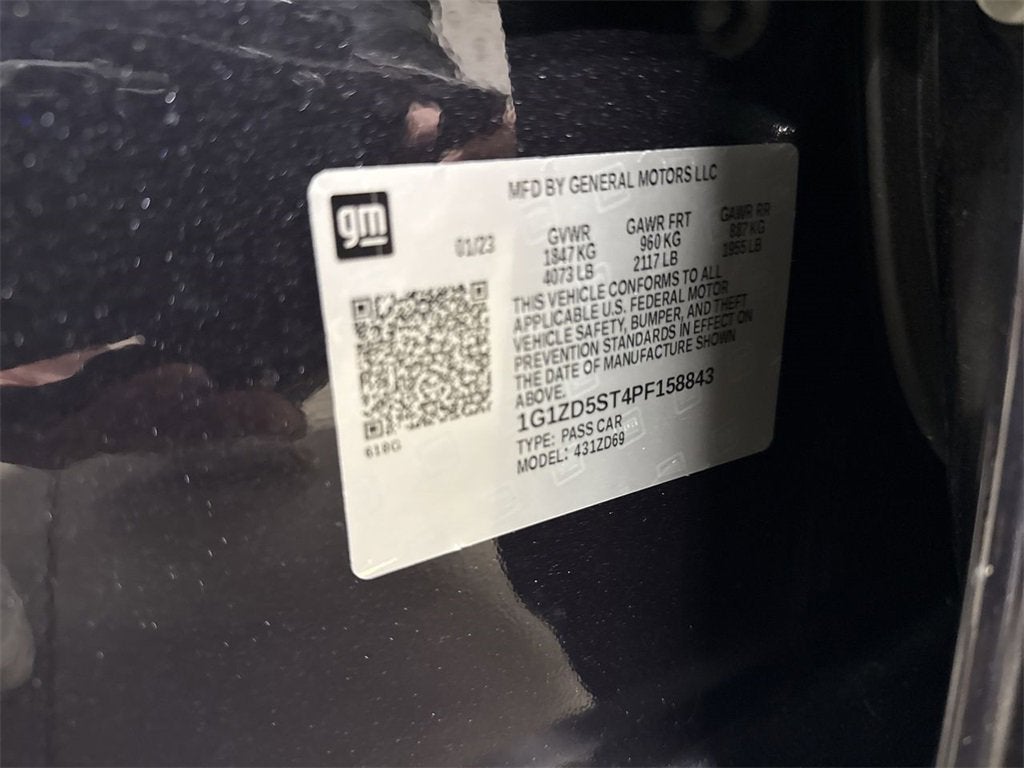 MFD BY GENERAL MOTORS LLC
gm
01/23
GVWR GAWR FRT GAWR RR
1847 KG 960 KG 887 KG
4073 LB 2117 LB 1955 LB
THIS VEHICLE CONFORMS TO ALL
APPLICABLE U.S. FEDERAL MOTOR
VEHICLE SAFETY, BUMPER, AND THEFT
PREVENTION STANDARDS IN EFFECT ON
THE DATE OF MANUFACTURE SHOWN
ABOVE.
1G1ZD5ST4PF158843
TYPE: PASS CAR
MODEL: 431ZD69
618G